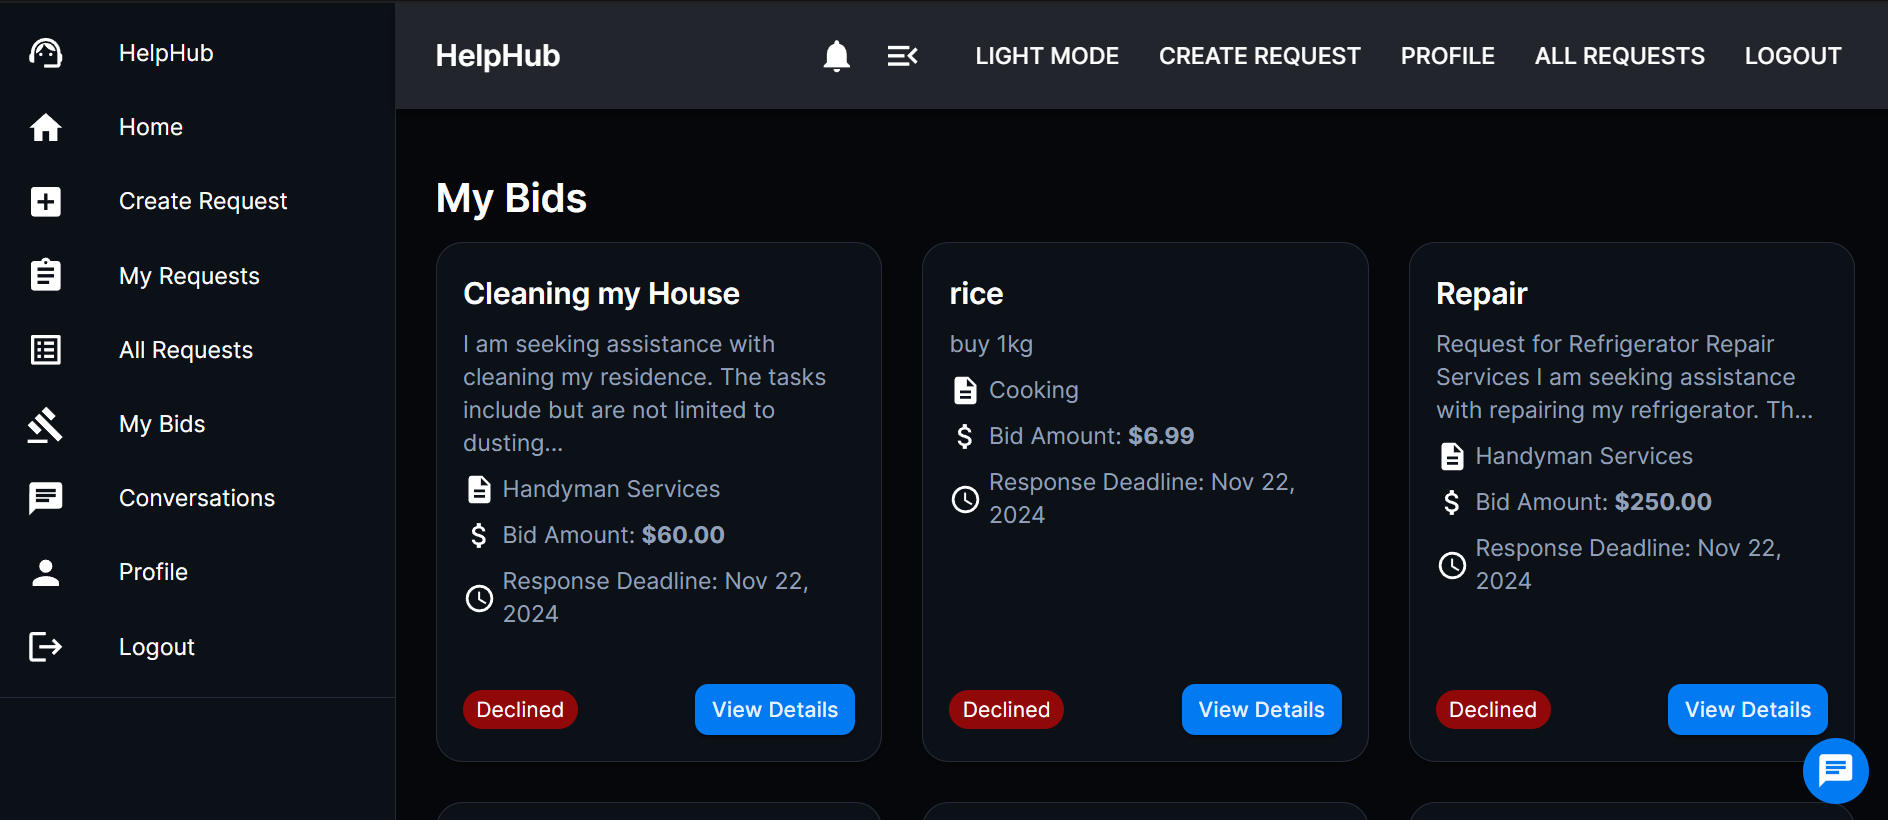 HelpHub
Home
Create Request
My Requests
All Requests
My Bids
Conversations
Profile
Logout
HelpHub
LIGHT MODE
CREATE REQUEST
PROFILE
ALL REQUESTS
LOGOUT
My Bids
Cleaning my House
I am seeking assistance with
cleaning my residence. The tasks
include but are not limited to
dusting...
Handyman Services
Bid Amount: $60.00
Response Deadline: Nov 22,
2024
Declined
View Details
rice
buy 1kg
Cooking
Bid Amount: $6.99
Response Deadline: Nov 22,
2024
Declined
View Details
Repair
Request for Refrigerator Repair
Services I am seeking assistance
with repairing my refrigerator. Th...
Handyman Services
Bid Amount: $250.00
Response Deadline: Nov 22,
2024
Declined
View Details